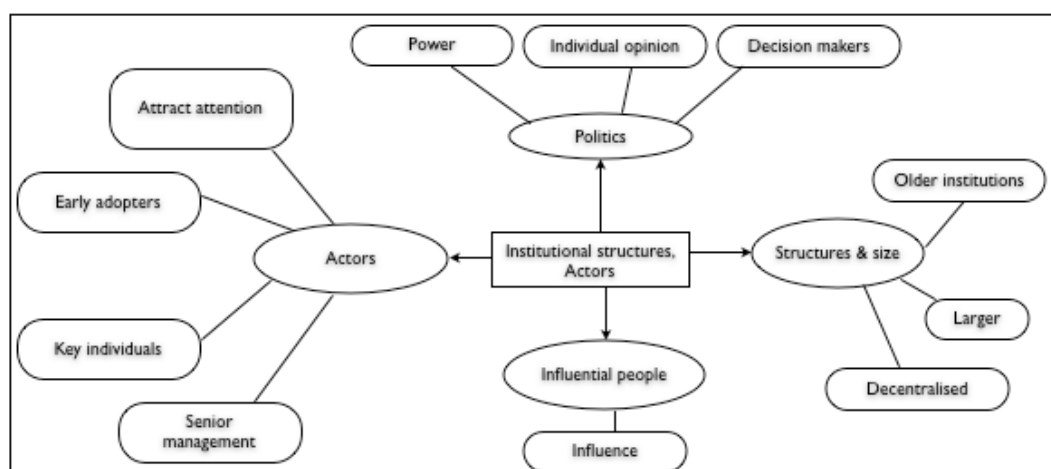 Power
Individual opinion
Decision makers
Attract attention
Politics
Older institutions
Early adopters
Actors
Institutional structures,
Actors
Structures & size
Key individuals
Larger
Influential people
Decentralised
Senior
management
Influence